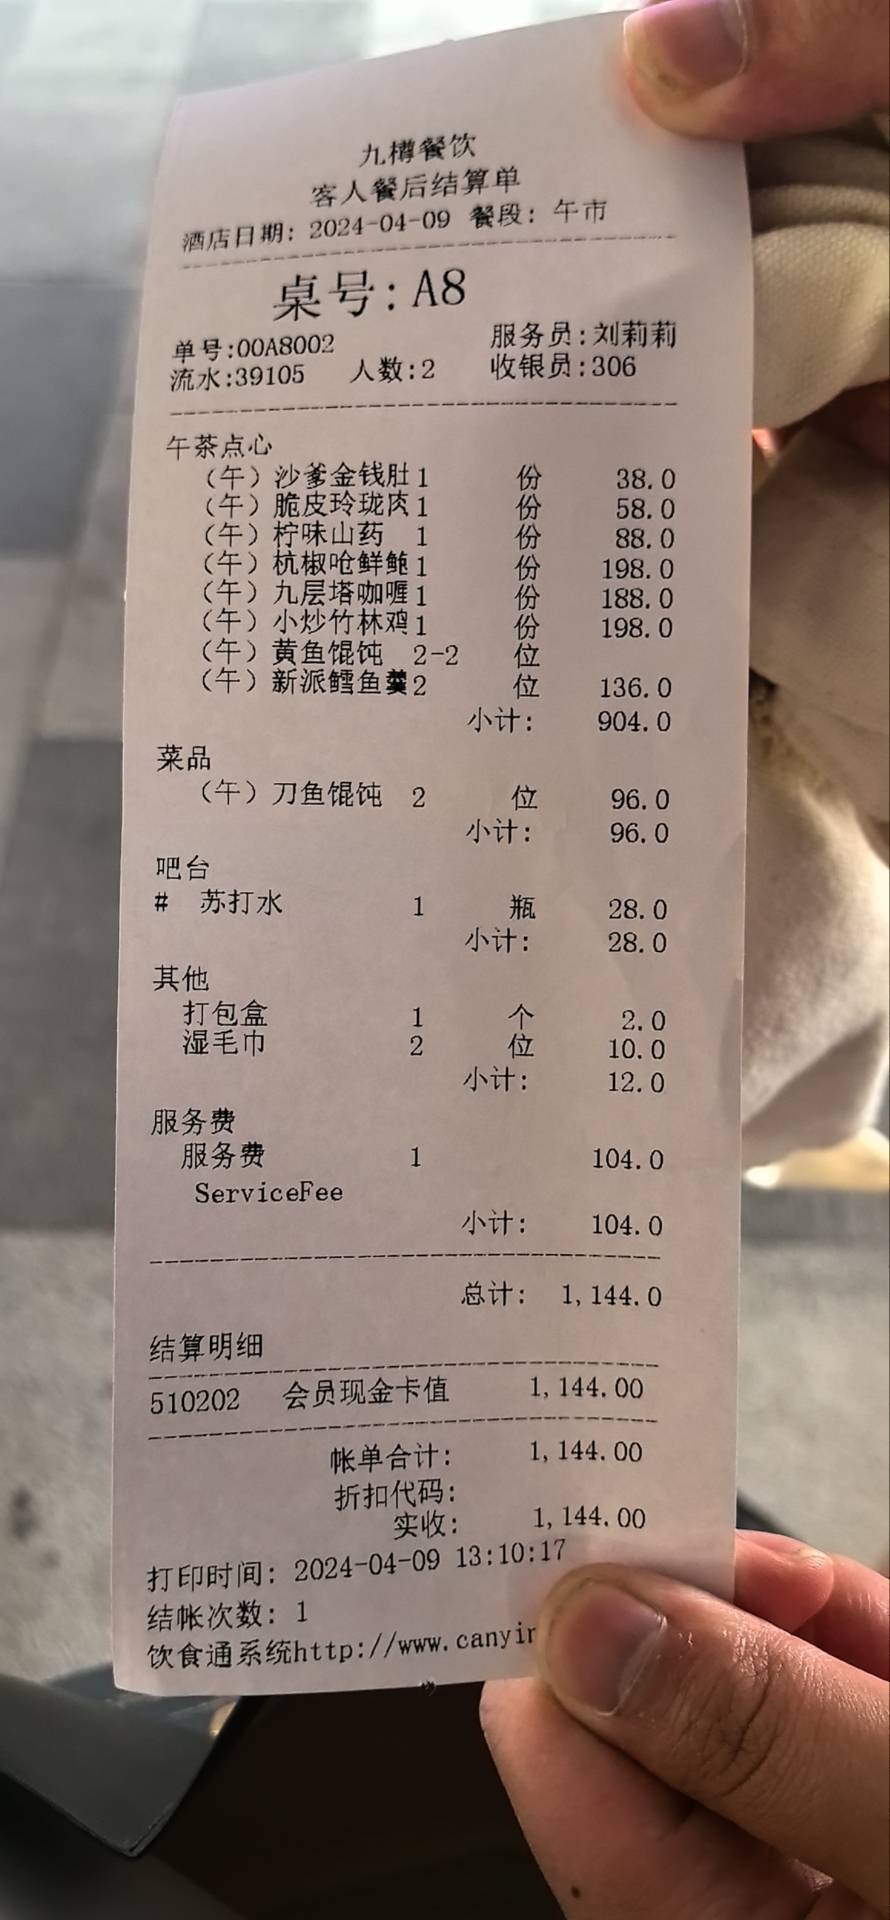 九樽餐饮
客人餐后结算单
酒店日期: 2024-04-09 餐段: 午市
桌号: A8
单号:00A8002 服务员:刘莉莉
流水:39105 人数:2 收银员:306
午茶点心
(午) 沙爹金钱肚 1 份 38.0
(午) 脆皮玲珑肉 1 份 58.0
(午) 柠味山药 1 份 88.0
(午) 杭椒呛鲜鲍 1 份 198.0
(午) 九层塔咖喱 1 份 188.0
(午) 小炒竹林鸡 1 份 198.0
(午) 黄鱼馄饨 2-2 位
(午) 新派鳕鱼羹 2 位 136.0
小计: 904.0
菜品
(午) 刀鱼馄饨 2 位 96.0
小计: 96.0
吧台
# 苏打水 1 瓶 28.0
小计: 28.0
其他
打包盒 1 个 2.0
湿毛巾 2 位 10.0
小计: 12.0
服务费
服务费 1 104.0
ServiceFee
小计: 104.0
总计: 1,144.0
结算明细
510202 会员现金卡值 1,144.00
帐单合计: 1,144.00
折扣代码:
实收: 1,144.00
打印时间: 2024-04-09 13:10:17
结帐次数: 1
饮食通系统http://www.canyin